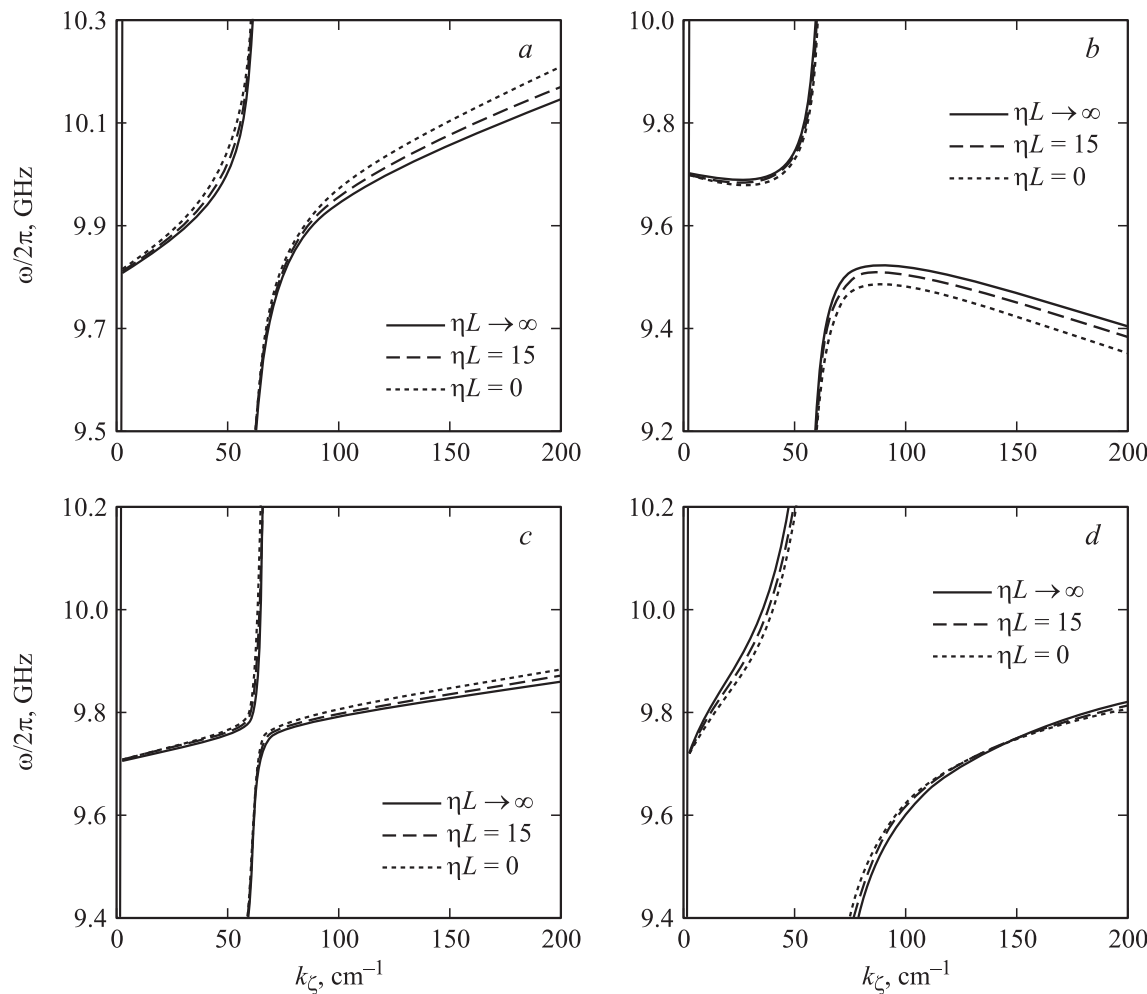 10.3
10.1
9.9
9.7
9.5
0
50
100
150
200
ω/2π, GHz
a
ηL → ∞
ηL = 15
ηL = 0
10.0
9.8
9.6
9.4
9.2
0
50
100
150
200
b
ηL → ∞
ηL = 15
ηL = 0
10.2
10.0
9.8
9.6
9.4
0
50
100
150
200
ω/2π, GHz
kζ, cm⁻¹
c
ηL → ∞
ηL = 15
ηL = 0
10.2
10.0
9.8
9.6
9.4
0
50
100
150
200
kζ, cm⁻¹
d
ηL → ∞
ηL = 15
ηL = 0